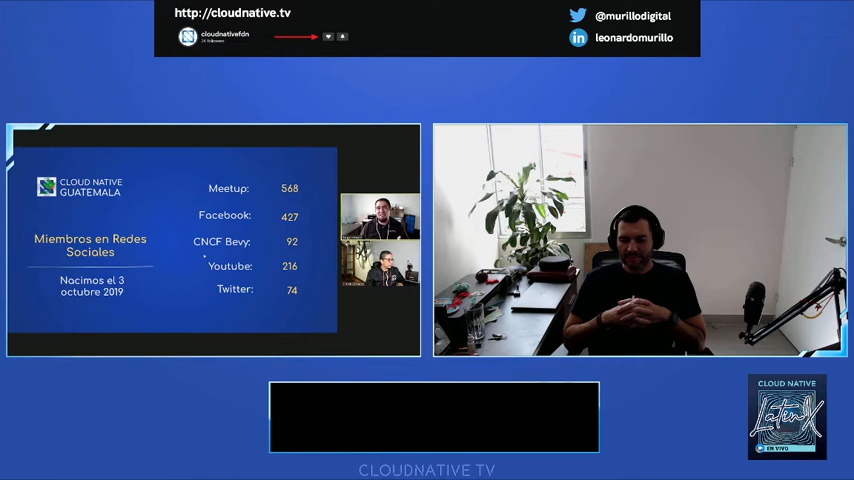 http://cloudnative.tv
cloudnativefdn
@murillodigital
leonardomurillo
CLOUD NATIVE
GUATEMALA
Miembros en Redes
Sociales
Nacimos el 3
octubre 2019
Meetup: 568
Facebook: 427
CNCF Bevy: 92
Youtube: 216
Twitter: 74
CLOUD NATIVE
LatinX
EN VIVO
CLOUDNATIVE TV